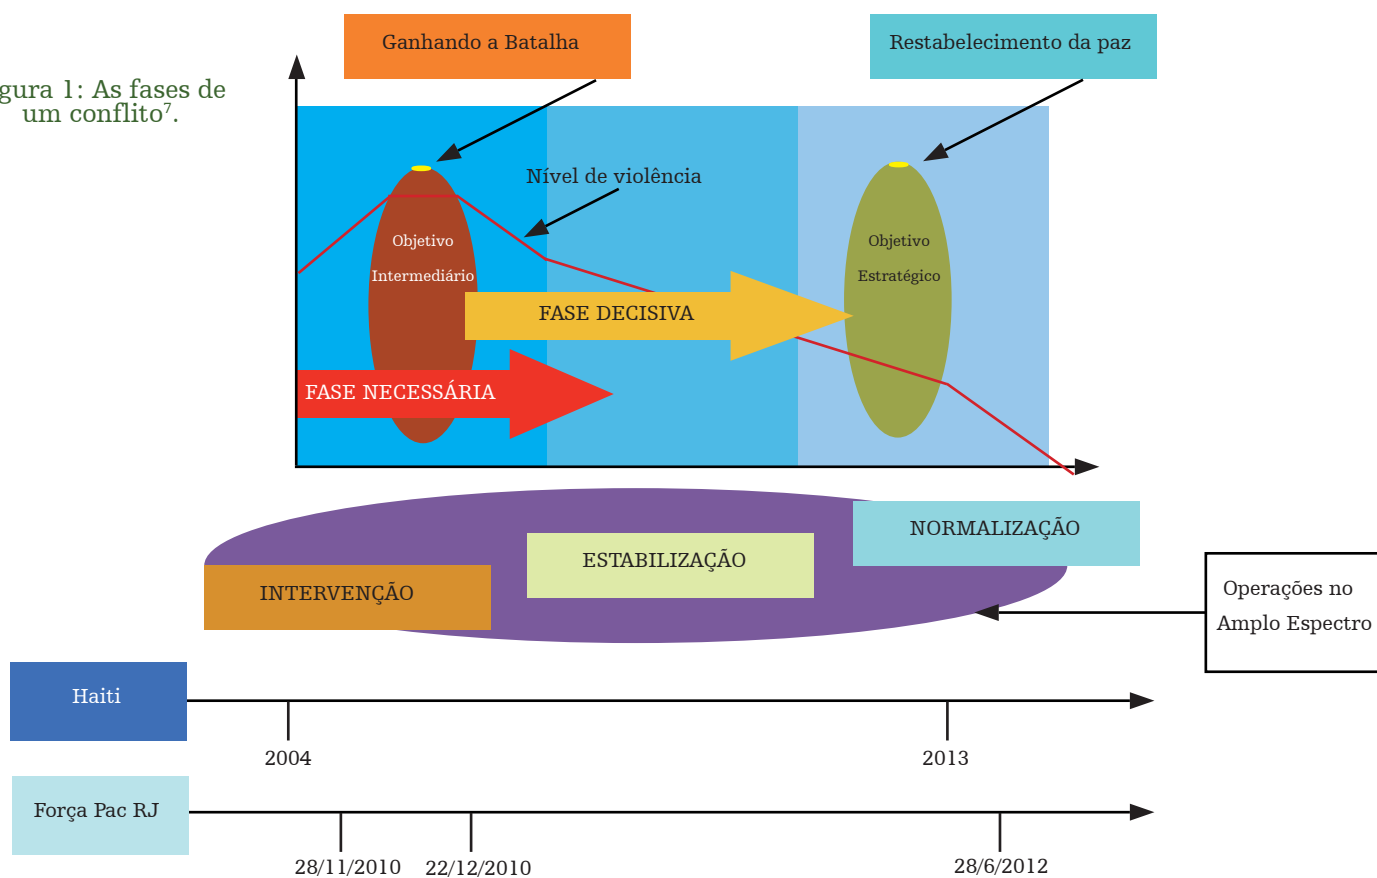 Ganhando a Batalha
Restabelecimento da paz
gura 1: As fases de
um conflito⁷.
Nível de violência
Objetivo
Intermediário
Objetivo
Estratégico
FASE DECISIVA
FASE NECESSÁRIA
NORMALIZAÇÃO
ESTABILIZAÇÃO
INTERVENÇÃO
Operações no
Amplo Espectro
Haiti
2004
2013
Força Pac RJ
28/11/2010
22/12/2010
28/6/2012